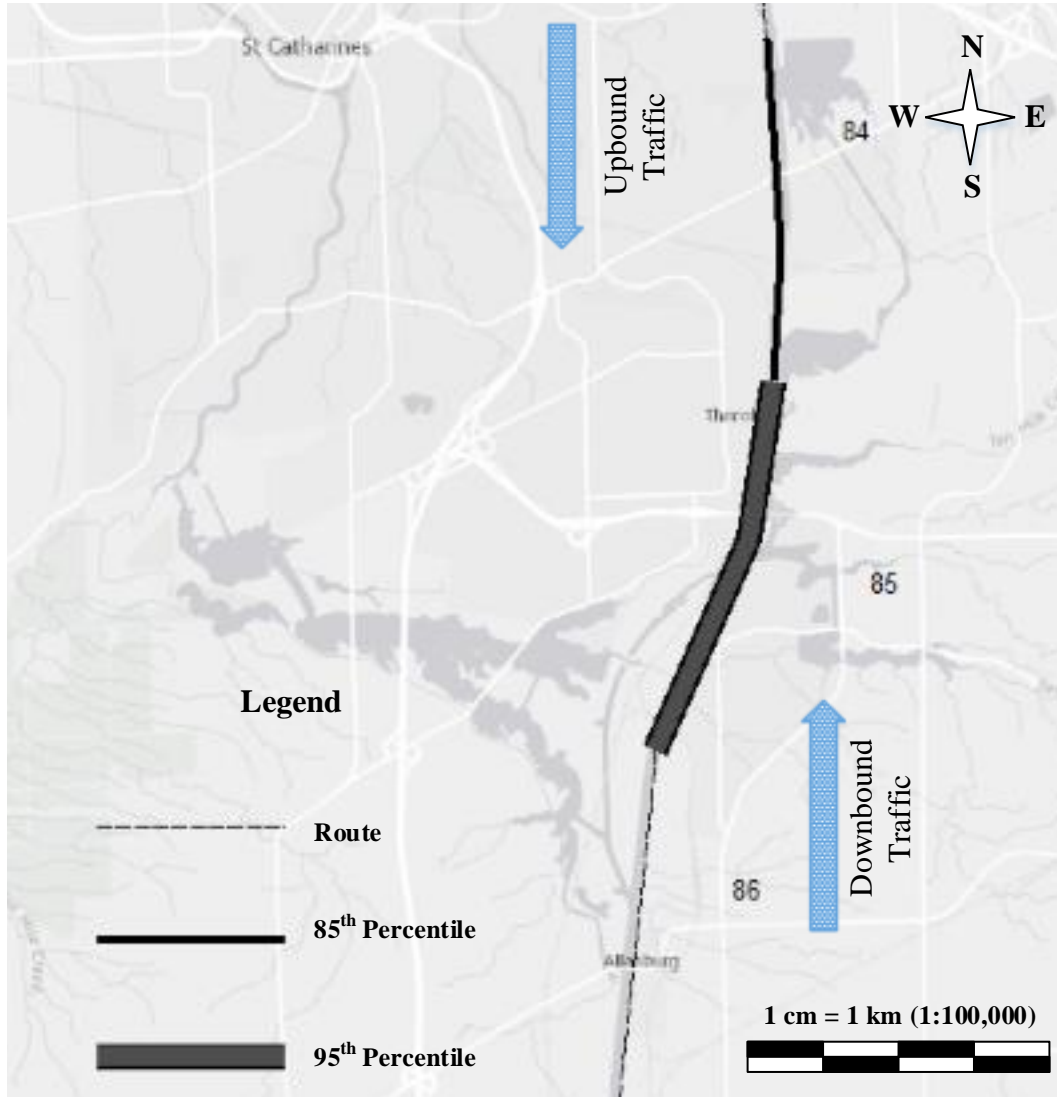 St Catharines
N
W
E
S
84
Upbound
Traffic
85
Legend
Route
Downbound
Traffic
86
85th Percentile
Allanburg
1 cm = 1 km (1:100,000)
95th Percentile